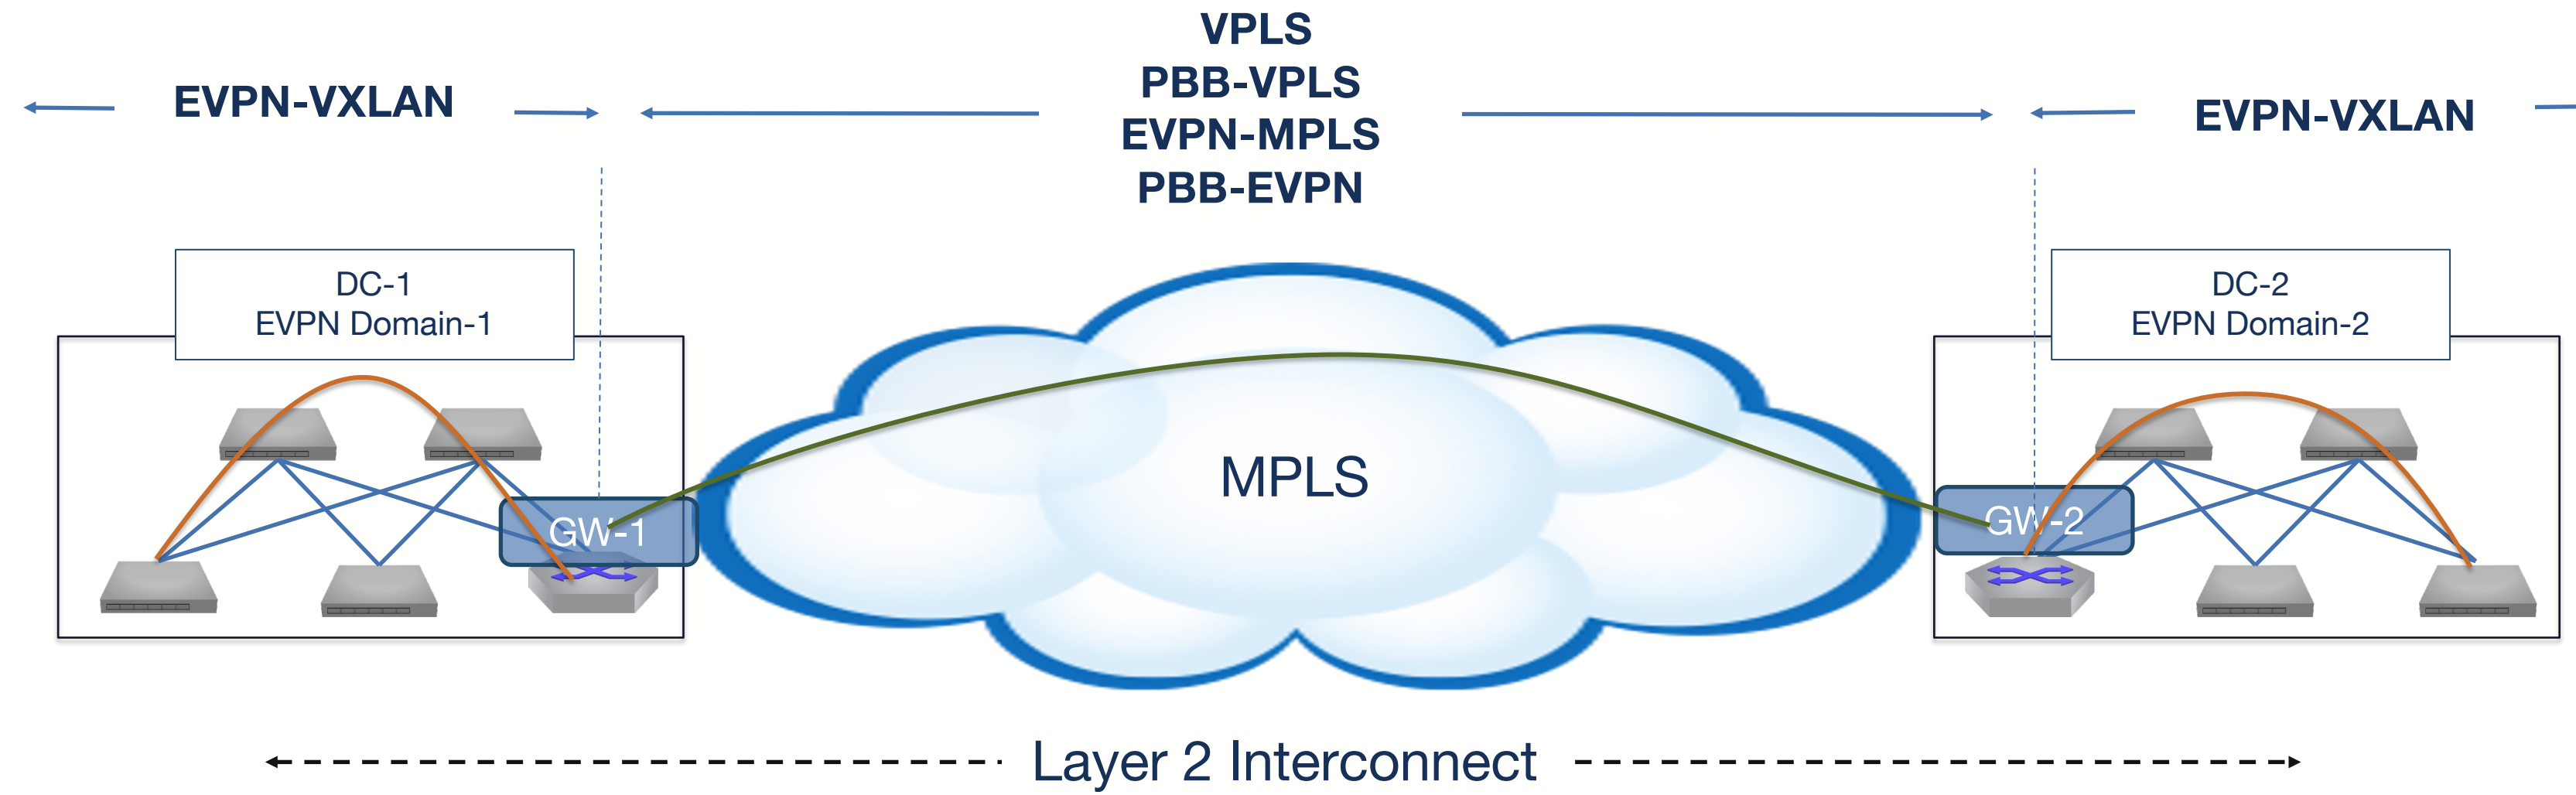 VPLS
PBB-VPLS
EVPN-MPLS
PBB-EVPN
EVPN-VXLAN
EVPN-VXLAN
DC-1
EVPN Domain-1
DC-2
EVPN Domain-2
MPLS
GW-1
GW-2
Layer 2 Interconnect